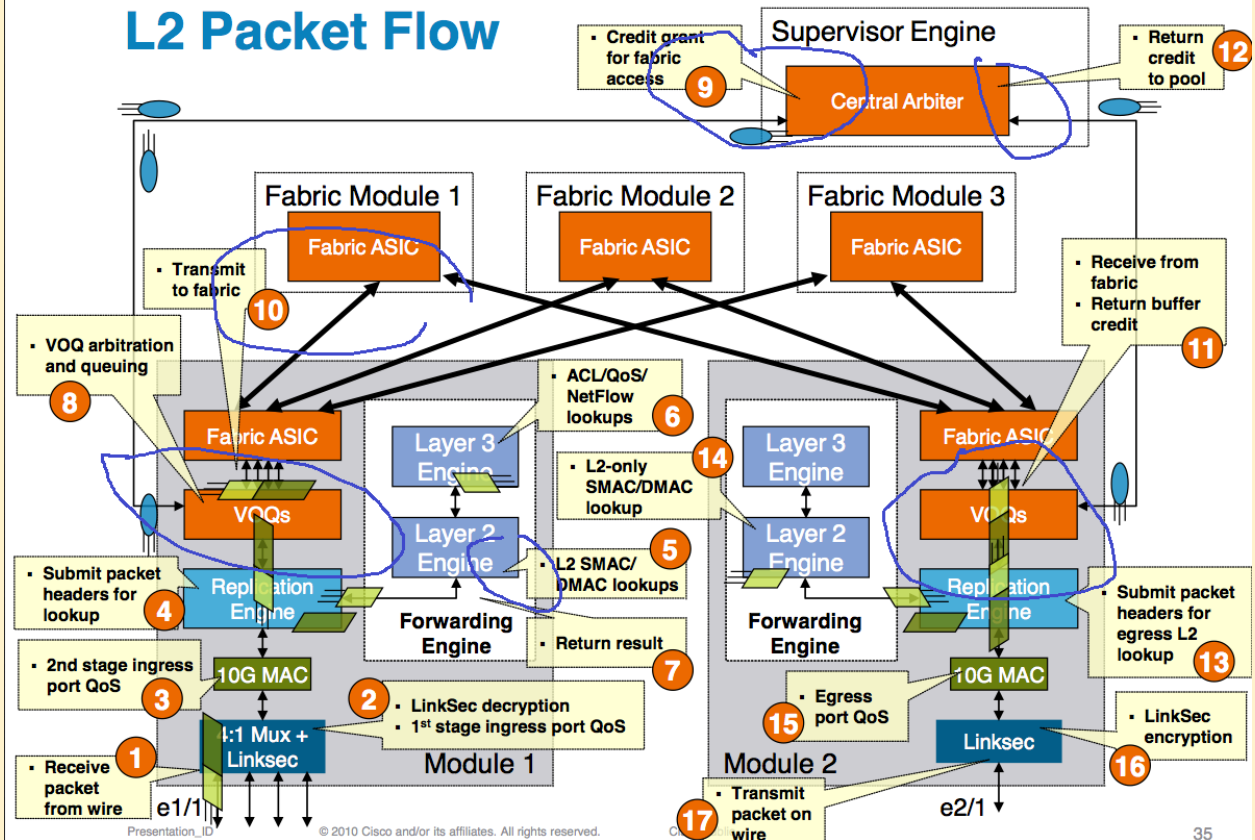 L2 Packet Flow
▪ Credit grant
for fabric
access
9
Supervisor Engine
Central Arbiter
▪ Return
credit
to pool
12
Fabric Module 1
Fabric ASIC
Fabric Module 2
Fabric ASIC
Fabric Module 3
Fabric ASIC
▪ Transmit
to fabric
10
▪ Receive from
fabric
▪ Return buffer
credit
11
▪ VOQ arbitration
and queuing
8
Fabric ASIC
VOQs
Replication
Engine
10G MAC
4:1 Mux +
Linksec
Layer 3
Engine
Layer 2
Engine
Forwarding
Engine
▪ ACL/QoS/
NetFlow
lookups
6
▪ L2-only
SMAC/DMAC
lookup
14
▪ L2 SMAC/
DMAC lookups
5
▪ Return result
7
▪ Submit packet
headers for
lookup
4
▪ 2nd stage ingress
port QoS
3
2
▪ LinkSec decryption
▪ 1st stage ingress port QoS
1
▪ Receive
packet
from wire
e1/1
Module 1
Layer 3
Engine
Layer 2
Engine
Forwarding
Engine
Fabric ASIC
VOQs
Replication
Engine
10G MAC
Linksec
▪ Submit packet
headers for
egress L2
lookup
13
▪ Egress
port QoS
15
▪ LinkSec
encryption
16
Module 2
▪ Transmit
packet on
wire
17
e2/1
Presentation_ID
© 2010 Cisco and/or its affiliates. All rights reserved.
35